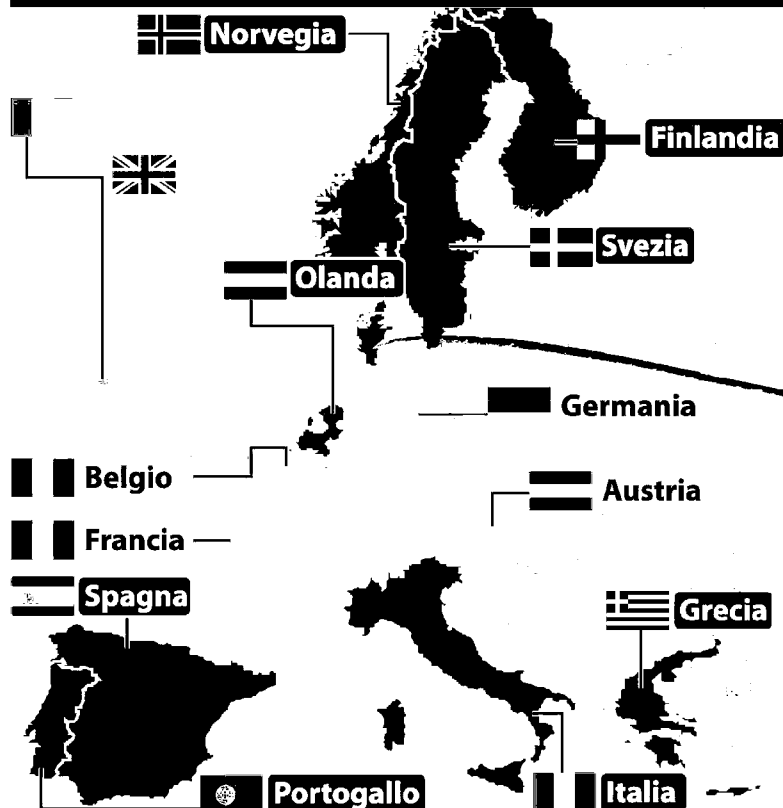 Norvegia
Finlandia
Svezia
Olanda
Germania
Belgio
Austria
Francia
Spagna
Grecia
Portogallo
Italia